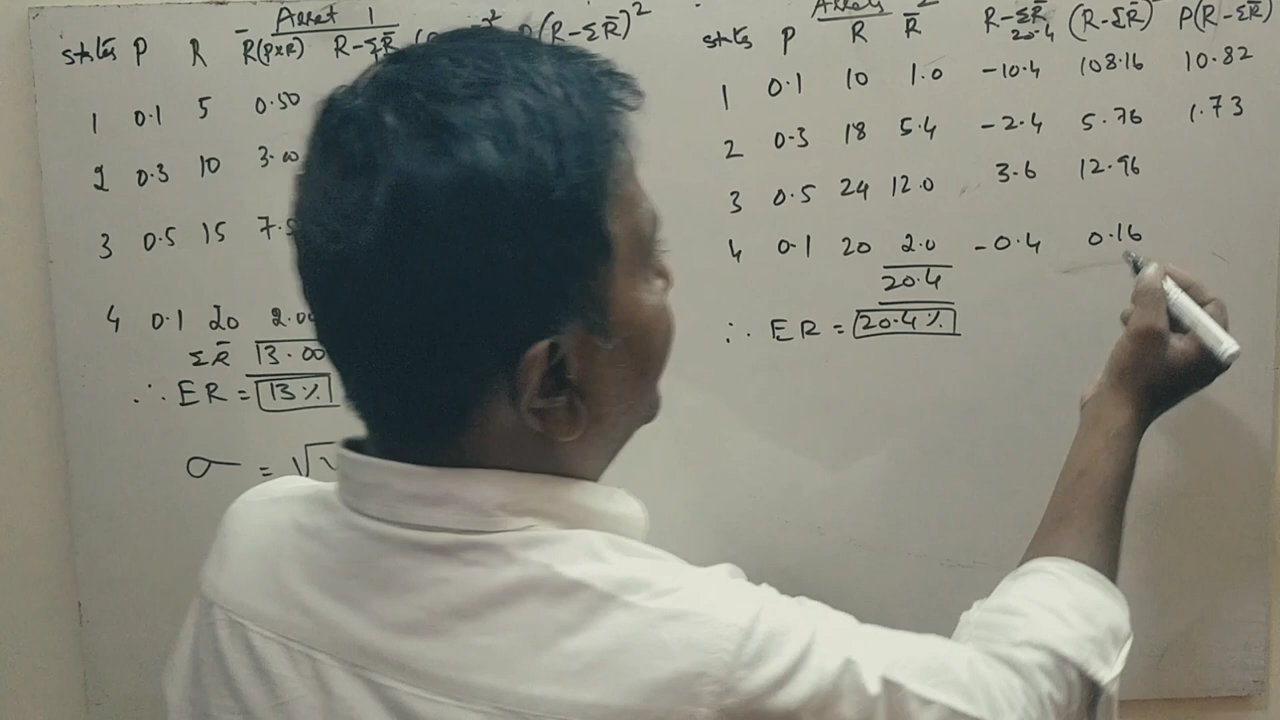 Asset 1
states P R R̄(P×R) R-ΣR̄ ² P(R-ΣR̄)²
1 0.1 5 0.50
2 0.3 10 3.00
3 0.5 15 7.5
4 0.1 20 2.00
ΣR̄ 13.00
∴ ER = 13%
σ = √
states P R R̄ R-ΣR̄ (R-ΣR̄)² P(R-ΣR̄)
20.4
1 0.1 10 1.0 -10.4 108.16 10.82
2 0.3 18 5.4 -2.4 5.76 1.73
3 0.5 24 12.0 3.6 12.96
4 0.1 20 2.0 -0.4 0.16
20.4
∴ ER = 20.4%